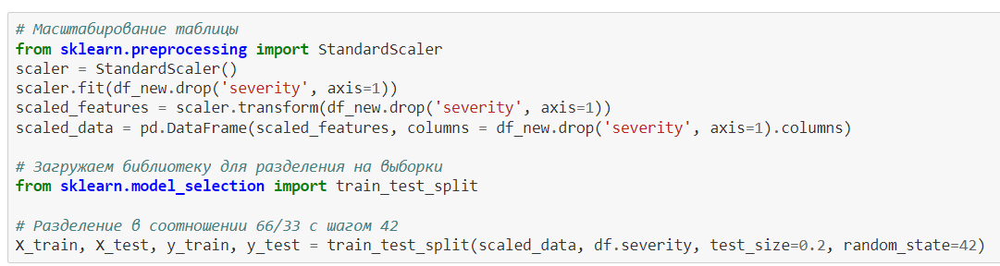 # Масштабирование таблицы
from sklearn.preprocessing import StandardScaler
scaler = StandardScaler()
scaler.fit(df_new.drop('severity', axis=1))
scaled_features = scaler.transform(df_new.drop('severity', axis=1))
scaled_data = pd.DataFrame(scaled_features, columns = df_new.drop('severity', axis=1).columns)
# Загружаем библиотеку для разделения на выборки
from sklearn.model_selection import train_test_split
# Разделение в соотношении 66/33 с шагом 42
X_train, X_test, y_train, y_test = train_test_split(scaled_data, df.severity, test_size=0.2, random_state=42)